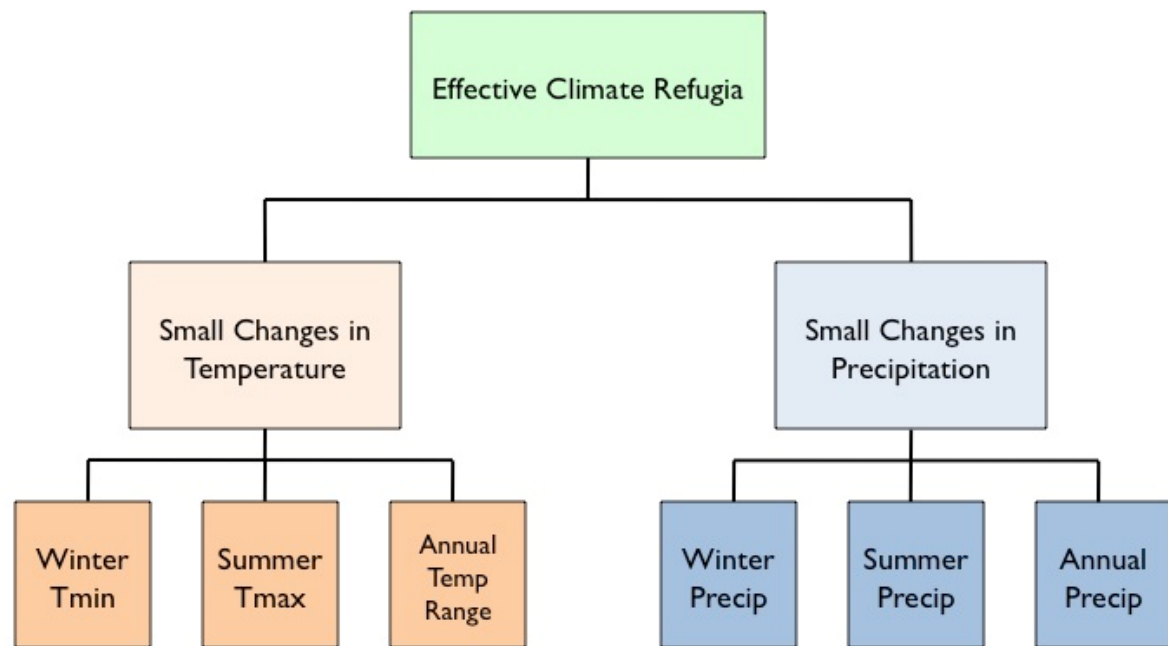 Effective Climate Refugia
Small Changes in
Temperature
Small Changes in
Precipitation
Winter
Tmin
Summer
Tmax
Annual
Temp
Range
Winter
Precip
Summer
Precip
Annual
Precip